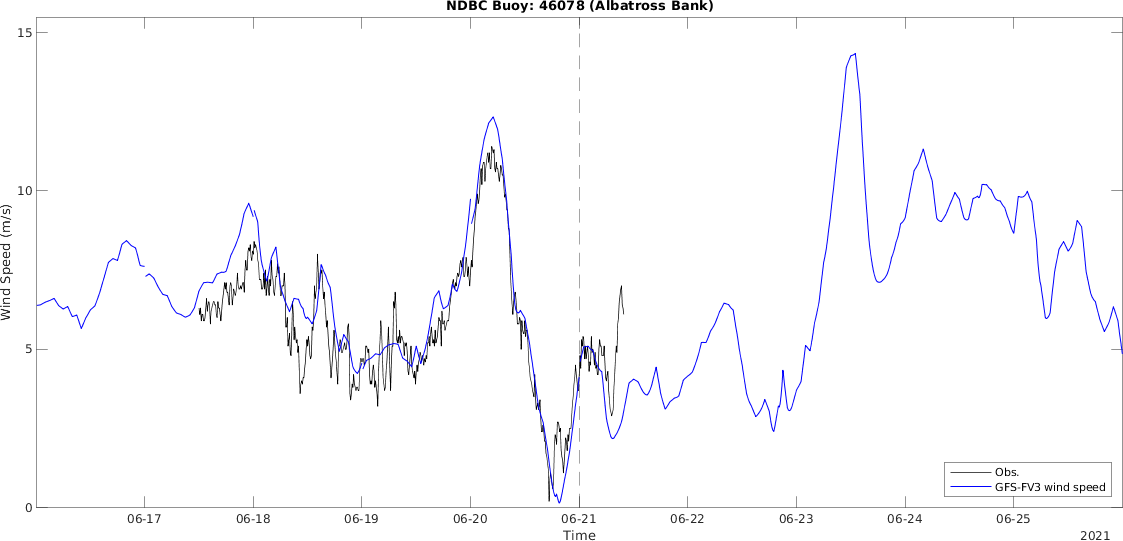 NDBC Buoy: 46078 (Albatross Bank)
15
10
5
0
Wind Speed (m/s)
06-17 06-18 06-19 06-20 06-21 06-22 06-23 06-24 06-25
Time
2021
Obs.
GFS-FV3 wind speed